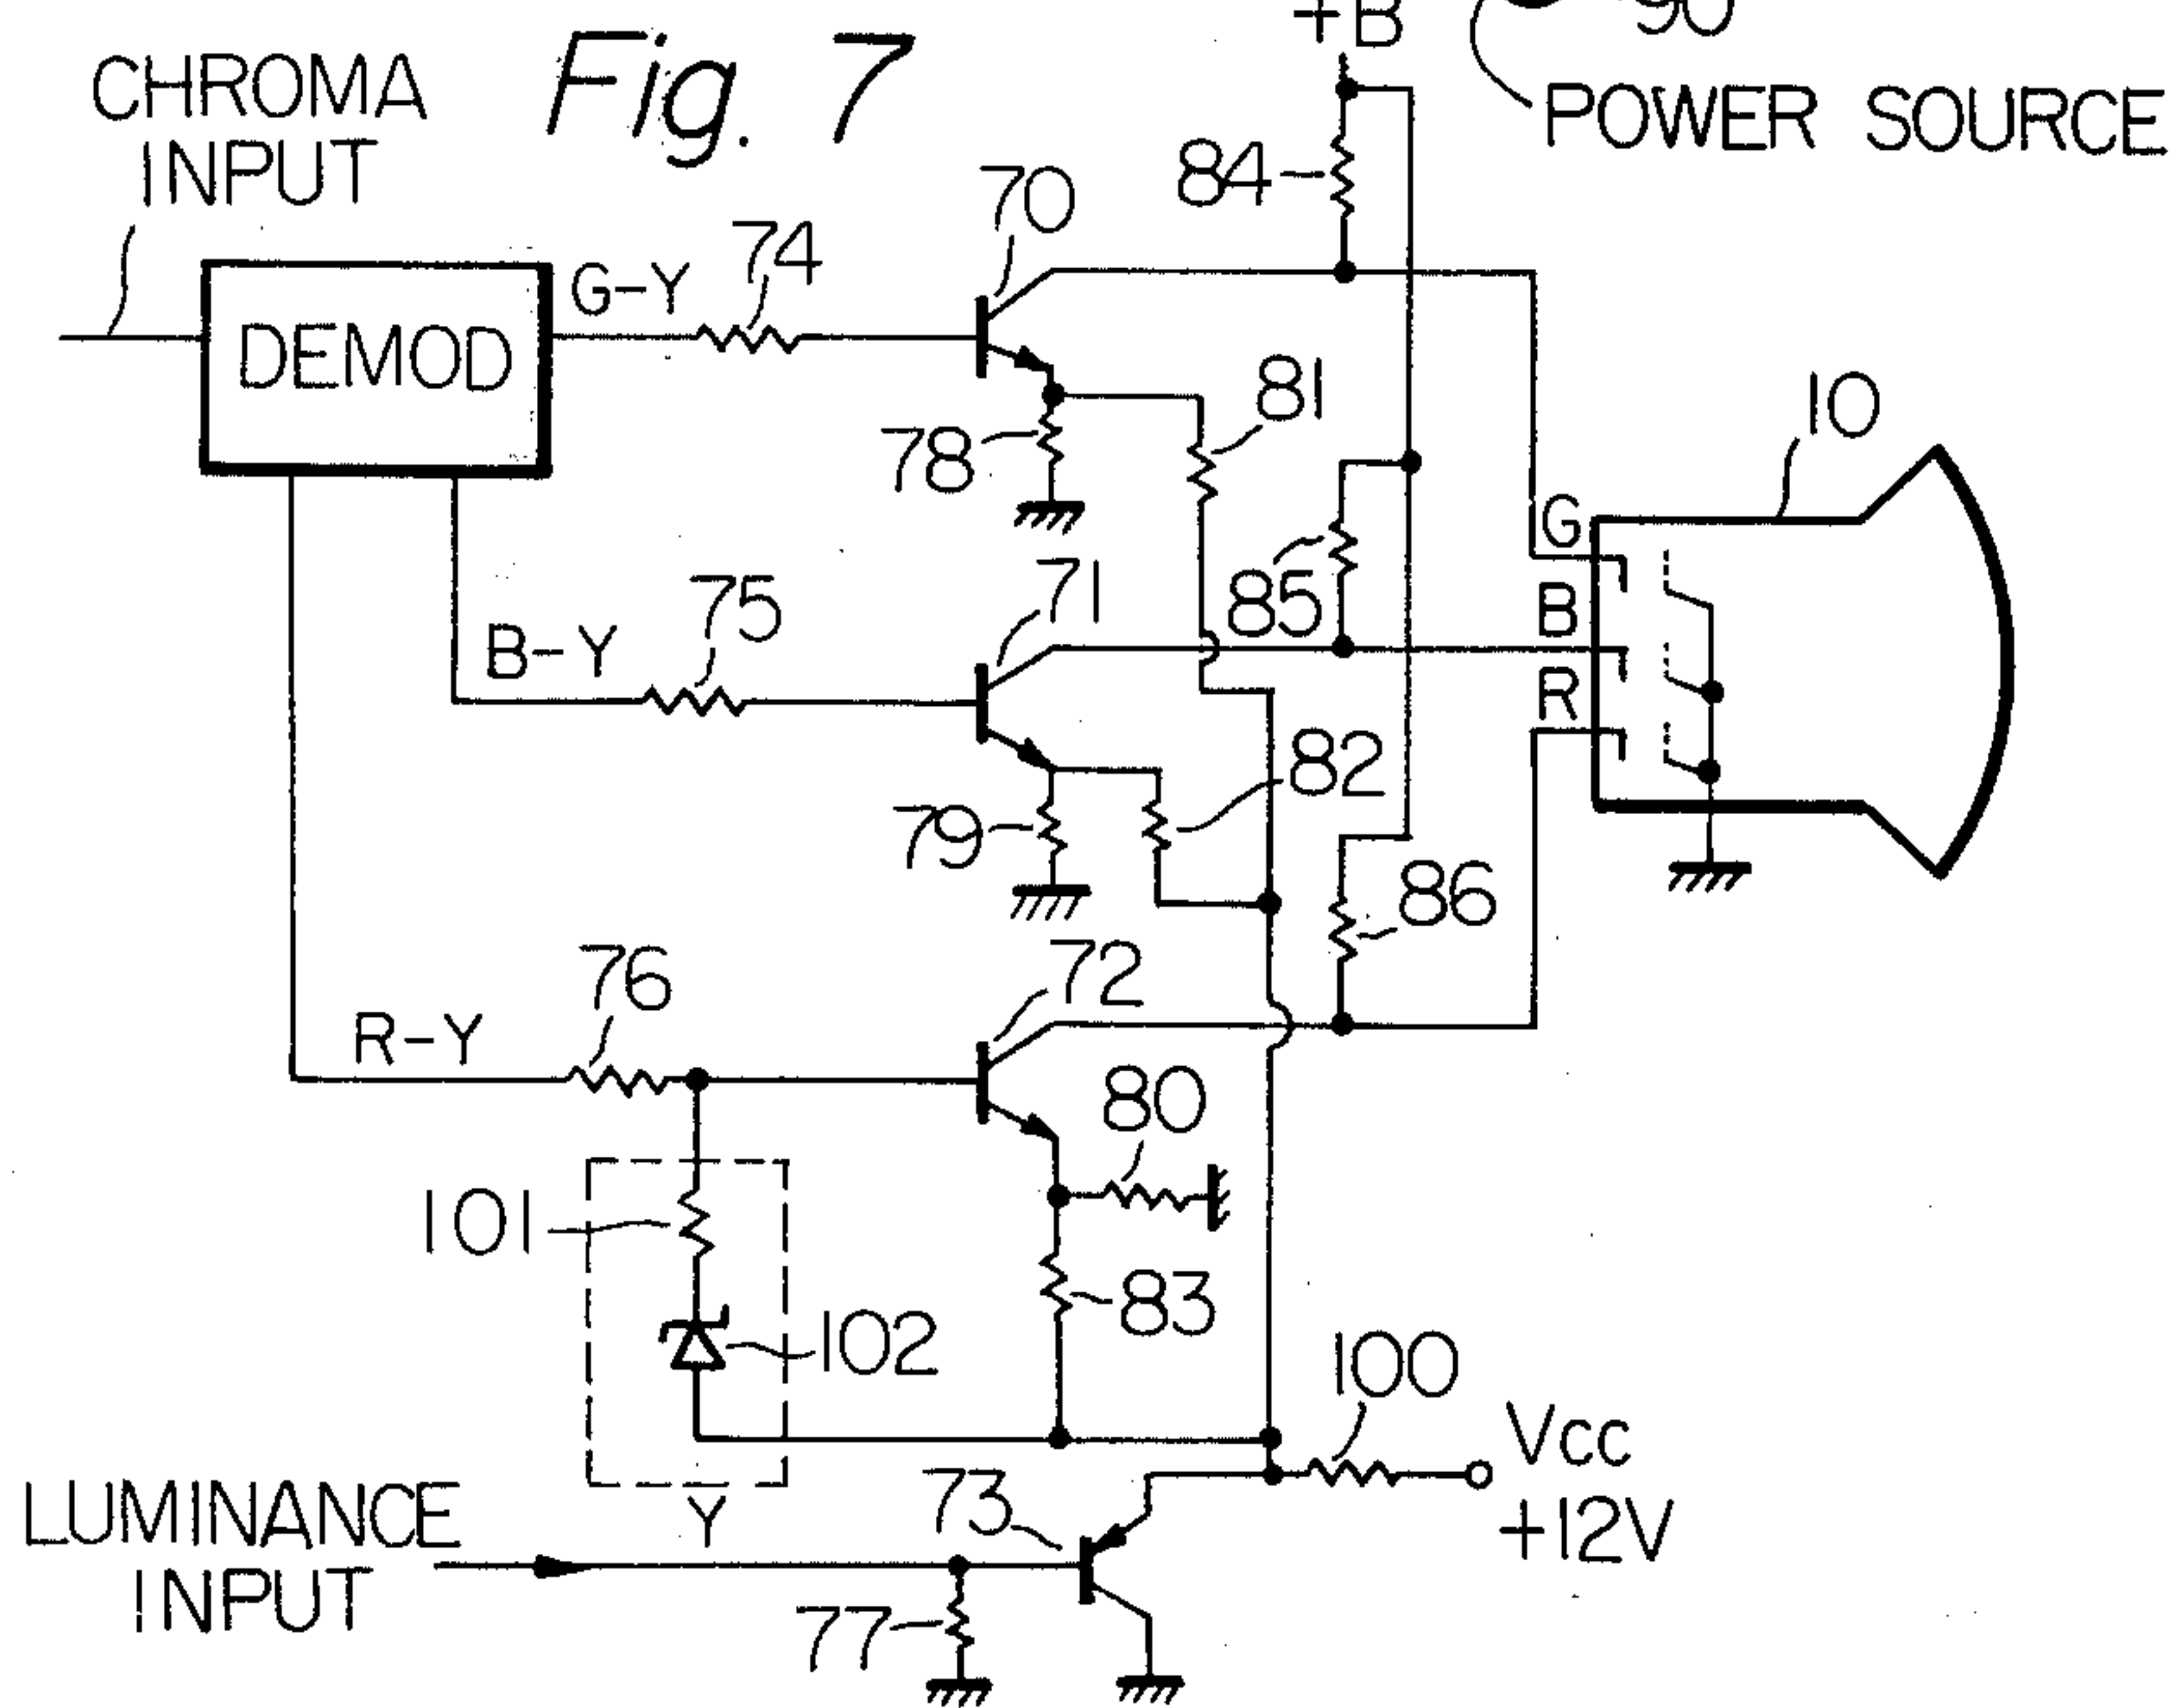 +B
90
POWER SOURCE
Fig. 7
CHROMA
INPUT
84
70
74
G-Y
DEMOD
81
10
78
G
71
75
85
B
B-Y
R
82
79
86
72
76
R-Y
80
101
83
102
100
Vcc
+12V
73
LUMINANCE
INPUT
Y
77